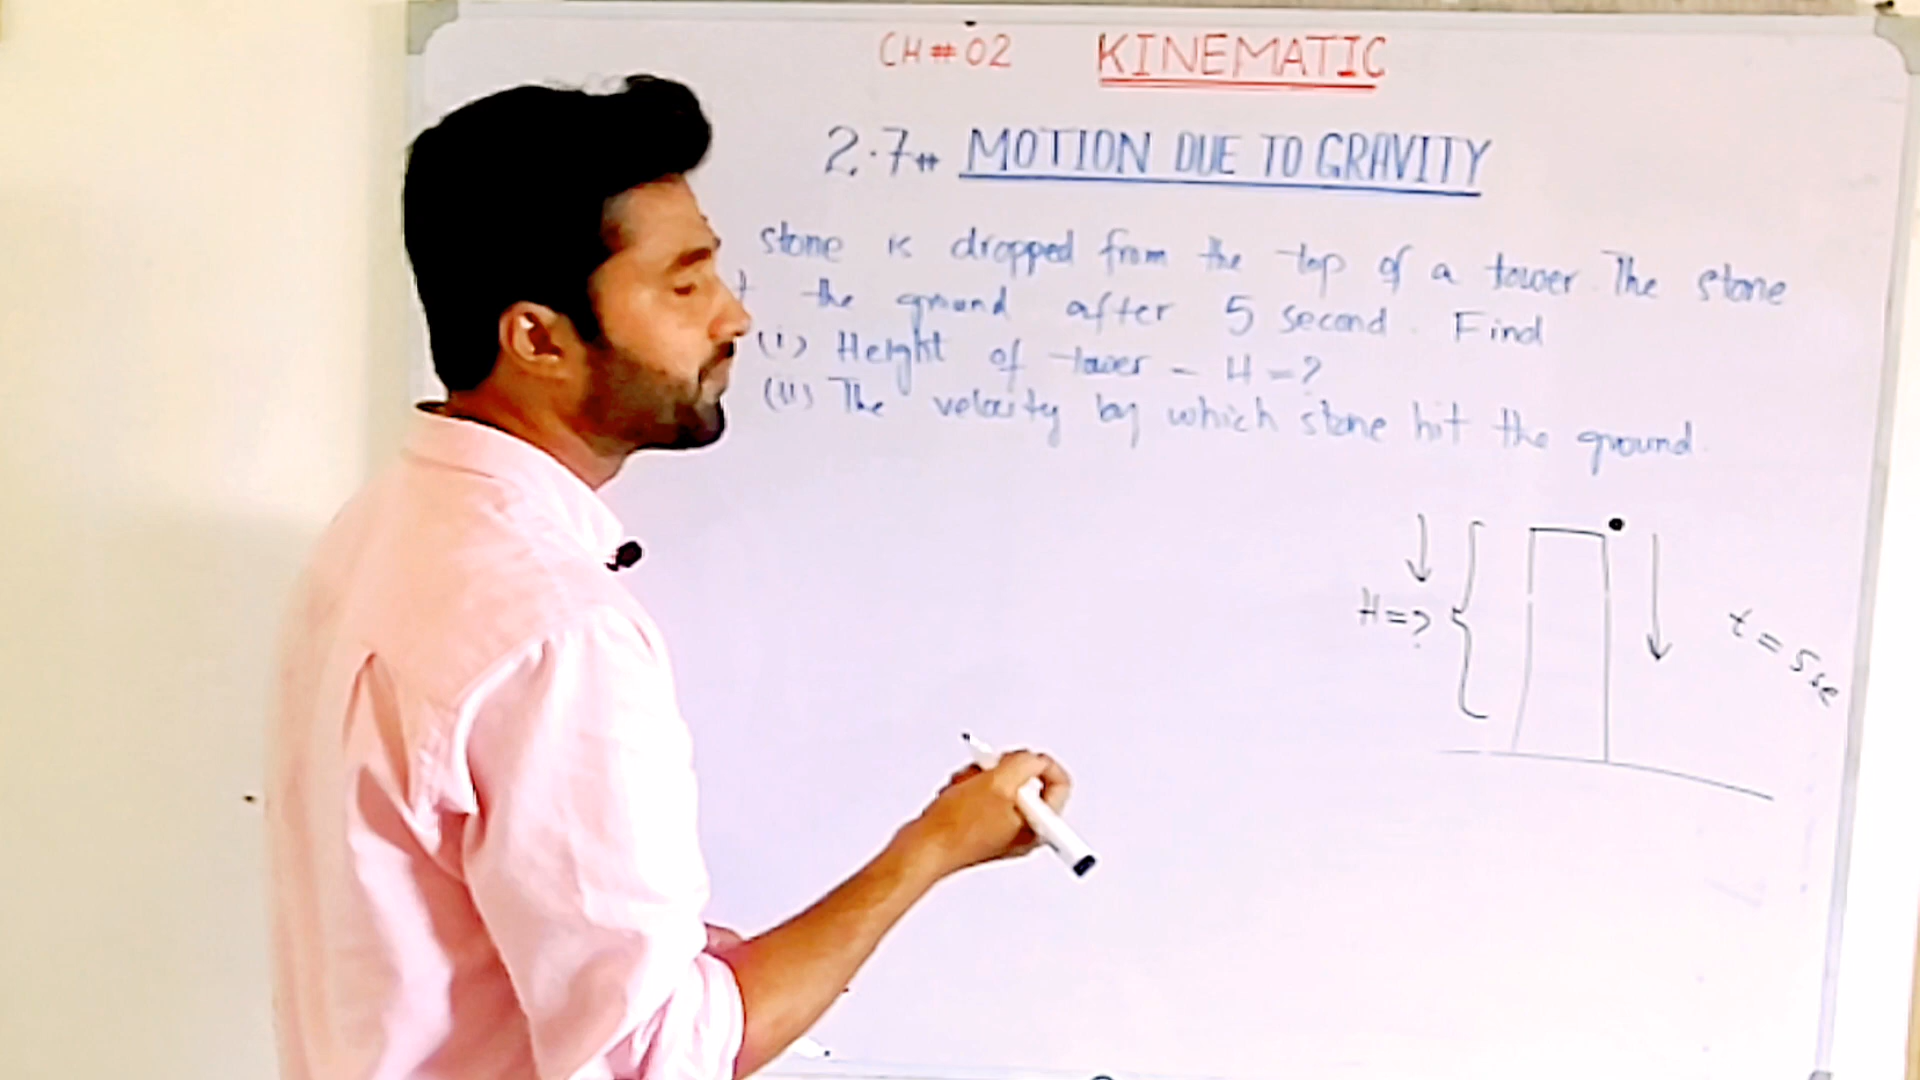 CH # 02 KINEMATIC
2.7 # MOTION DUE TO GRAVITY
stone is dropped from the top of a tower. The stone
the ground after 5 second. Find
(i) Height of tower - H = ?
(ii) The velocity by which stone hit the ground.
H = ?
t = 5 se